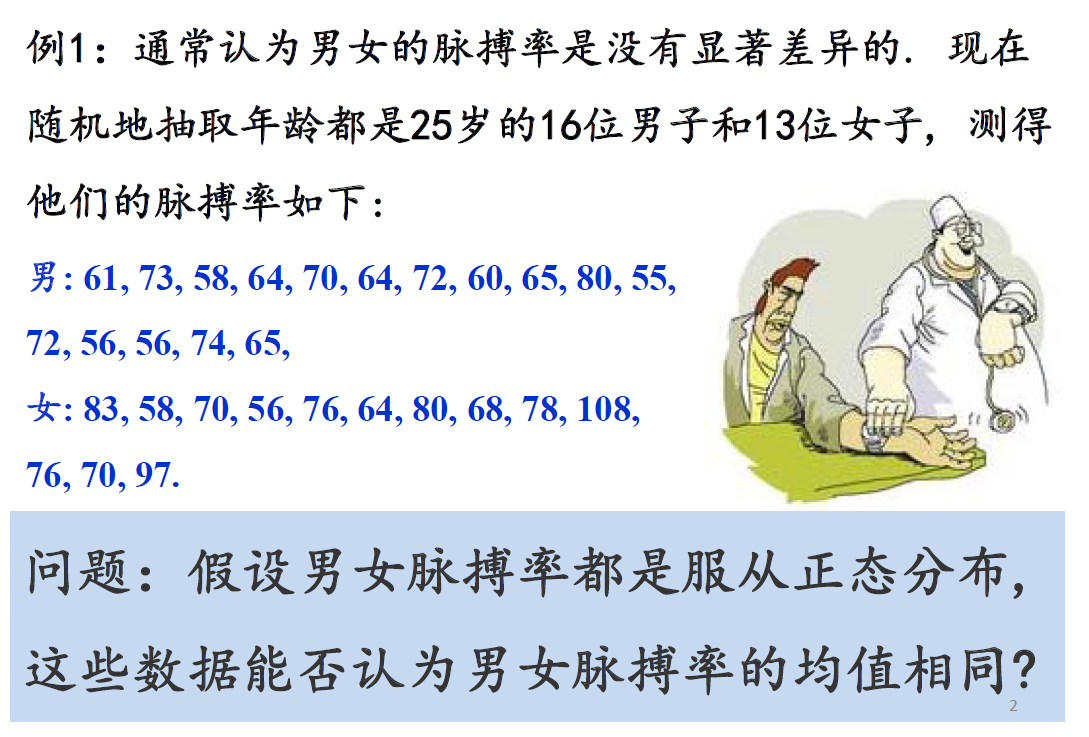 例1：通常认为男女的脉搏率是没有显著差异的. 现在
随机地抽取年龄都是25岁的16位男子和13位女子, 测得
他们的脉搏率如下：
男: 61, 73, 58, 64, 70, 64, 72, 60, 65, 80, 55,
72, 56, 56, 74, 65,
女: 83, 58, 70, 56, 76, 64, 80, 68, 78, 108,
76, 70, 97.
问题：假设男女脉搏率都是服从正态分布,
这些数据能否认为男女脉搏率的均值相同?
2